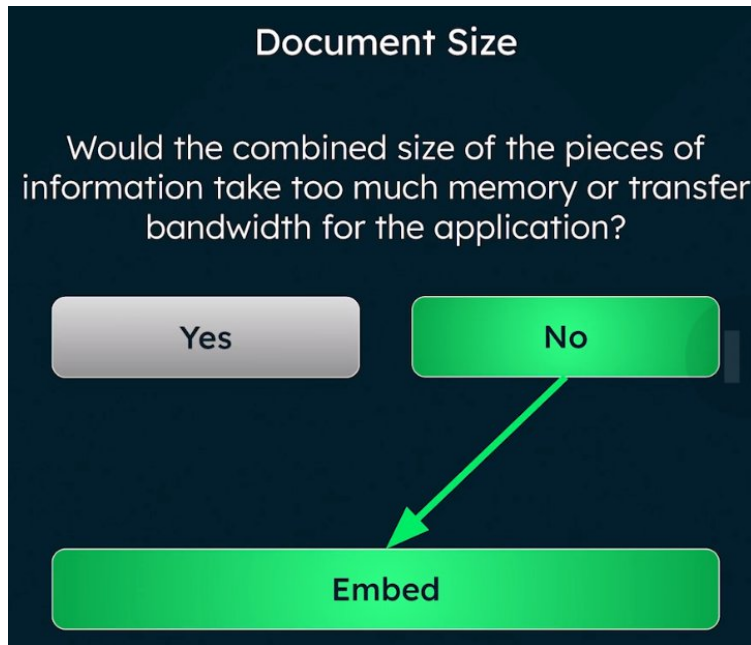 Document Size
Would the combined size of the pieces of
information take too much memory or transfer
bandwidth for the application?
Yes
No
Embed